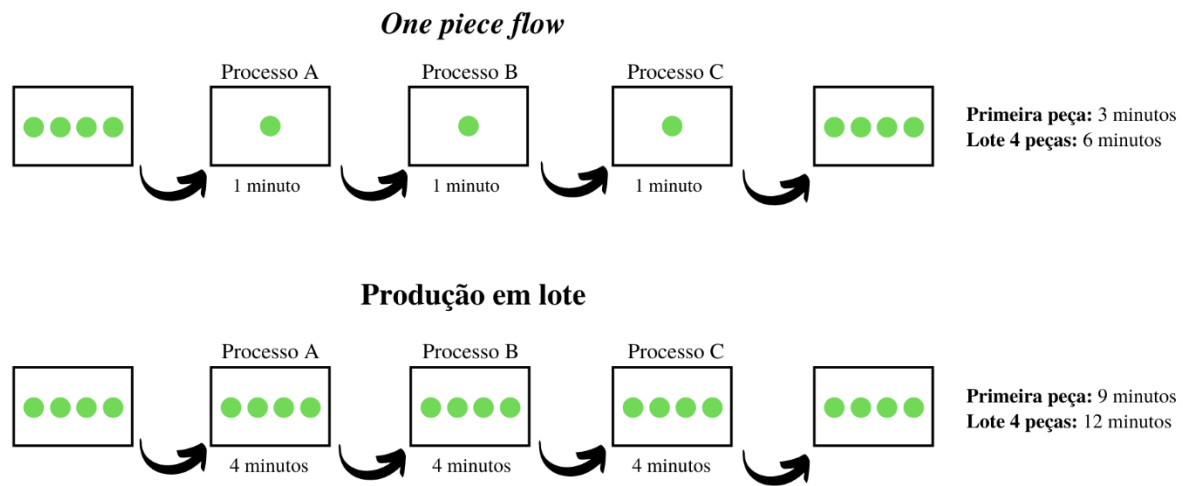 One piece flow
Processo A
Processo B
Processo C
Primeira peça: 3 minutos
Lote 4 peças: 6 minutos
1 minuto
1 minuto
1 minuto
Produção em lote
Processo A
Processo B
Processo C
Primeira peça: 9 minutos
Lote 4 peças: 12 minutos
4 minutos
4 minutos
4 minutos